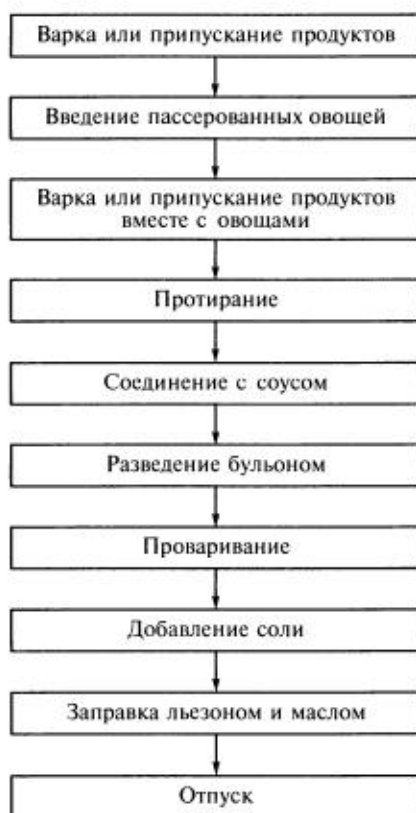 Варка или припускание продуктов
Введение пассерованных овощей
Варка или припускание продуктов
вместе с овощами
Протирание
Соединение с соусом
Разведение бульоном
Проваривание
Добавление соли
Заправка льезоном и маслом
Отпуск